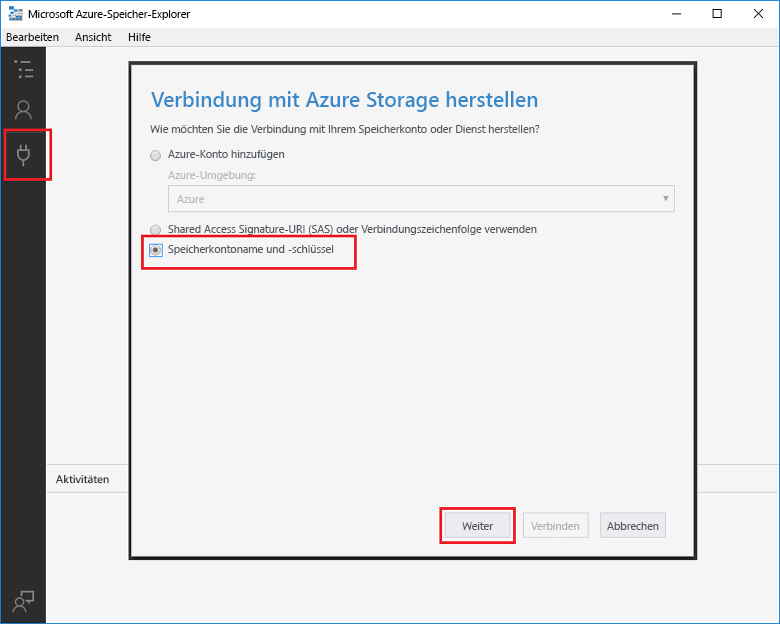 Microsoft Azure-Speicher-Explorer
Bearbeiten Ansicht Hilfe
Verbindung mit Azure Storage herstellen
Wie möchten Sie die Verbindung mit Ihrem Speicherkonto oder Dienst herstellen?
Azure-Konto hinzufügen
Azure-Umgebung:
Azure
Shared Access Signature-URI (SAS) oder Verbindungszeichenfolge verwenden
Speicherkontoname und -schlüssel
Aktivitäten
Weiter Verbinden Abbrechen